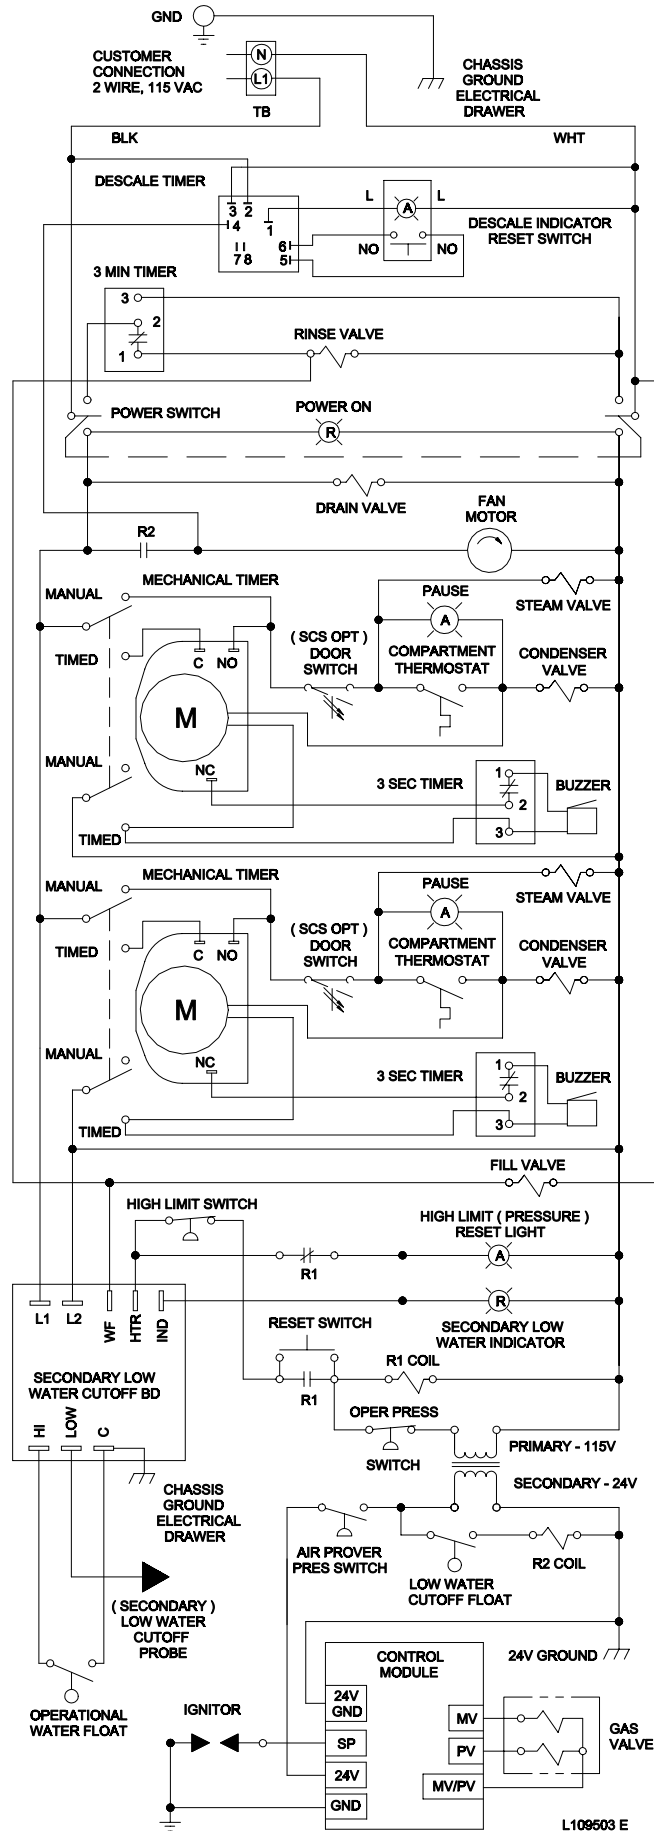 GND
CUSTOMER
CONNECTION
2 WIRE, 115 VAC
N
L1
TB
CHASSIS
GROUND
ELECTRICAL
DRAWER
BLK
WHT
DESCALE TIMER
3 2
4
1
7 8
6
5
L
A
L
NO
NO
DESCALE INDICATOR
RESET SWITCH
3 MIN TIMER
3
2
1
RINSE VALVE
POWER SWITCH
POWER ON
R
DRAIN VALVE
R2
FAN
MOTOR
MECHANICAL TIMER
MANUAL
TIMED
C NO
M
NC
MANUAL
TIMED
( SCS OPT )
DOOR
SWITCH
PAUSE
A
COMPARTMENT
THERMOSTAT
STEAM VALVE
CONDENSER
VALVE
3 SEC TIMER
1
2
3
BUZZER
MECHANICAL TIMER
MANUAL
TIMED
C NO
M
NC
MANUAL
TIMED
( SCS OPT )
DOOR
SWITCH
PAUSE
A
COMPARTMENT
THERMOSTAT
STEAM VALVE
CONDENSER
VALVE
3 SEC TIMER
1
2
3
BUZZER
FILL VALVE
HIGH LIMIT SWITCH
HIGH LIMIT ( PRESSURE )
RESET LIGHT
R1
A
L1
L2
WF
HTR
IND
R
SECONDARY LOW
WATER INDICATOR
SECONDARY LOW
WATER CUTOFF BD
HI
LOW
C
RESET SWITCH
R1
R1 COIL
OPER PRESS
SWITCH
PRIMARY - 115V
SECONDARY - 24V
CHASSIS
GROUND
ELECTRICAL
DRAWER
AIR PROVER
PRES SWITCH
LOW WATER
CUTOFF FLOAT
R2 COIL
( SECONDARY )
LOW WATER
CUTOFF
PROBE
24V GROUND
OPERATIONAL
WATER FLOAT
IGNITOR
CONTROL
MODULE
24V
GND
SP
24V
GND
MV
PV
MV/PV
GAS
VALVE
L109503 E